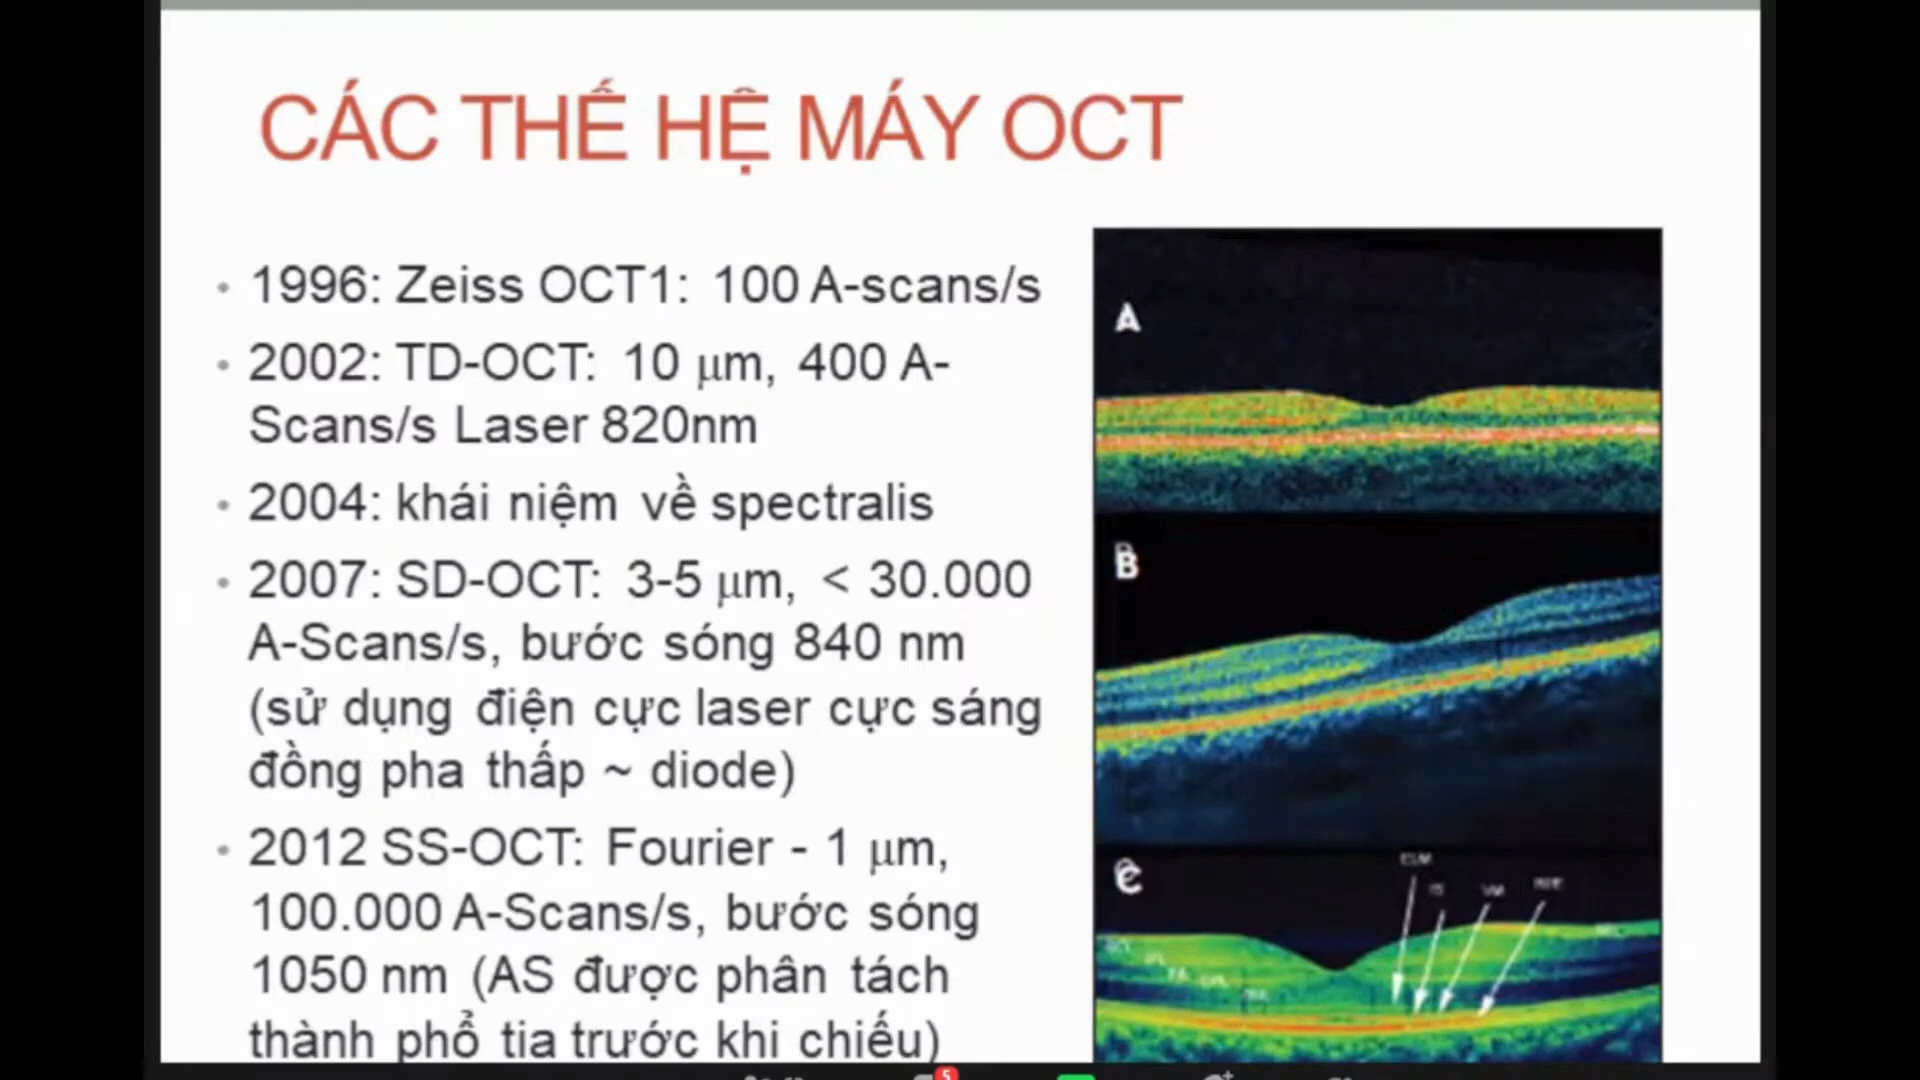 CÁC THẾ HỆ MÁY OCT
• 1996: Zeiss OCT1: 100 A-scans/s
• 2002: TD-OCT: 10 μm, 400 A-
Scans/s Laser 820nm
• 2004: khái niệm về spectralis
• 2007: SD-OCT: 3-5 μm, < 30.000
A-Scans/s, bước sóng 840 nm
(sử dụng điện cực laser cực sáng
đồng pha thấp ~ diode)
• 2012 SS-OCT: Fourier - 1 μm,
100.000 A-Scans/s, bước sóng
1050 nm (AS được phân tách
thành phổ tia trước khi chiếu)
A
B
C
5